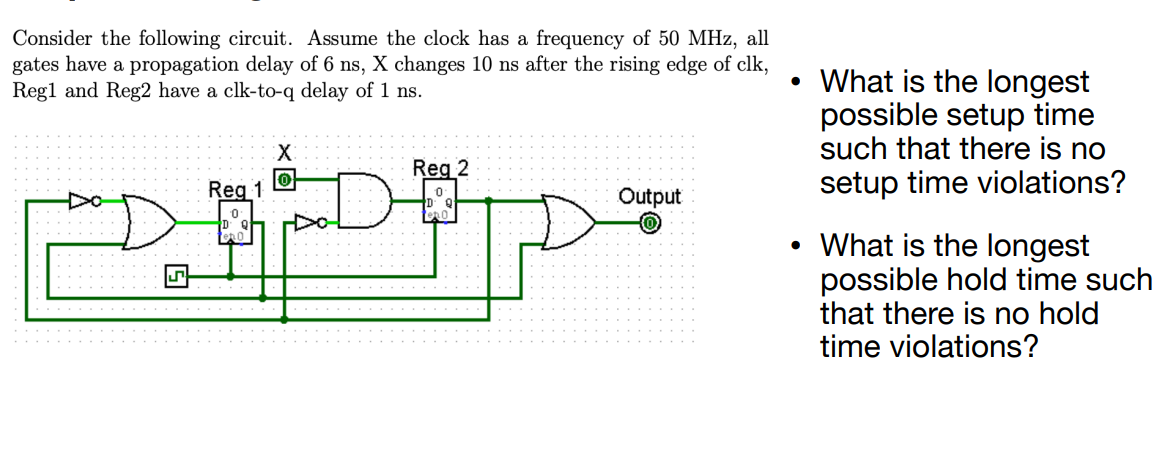 Consider the following circuit. Assume the clock has a frequency of 50 MHz, all
gates have a propagation delay of 6 ns, X changes 10 ns after the rising edge of clk,
Reg1 and Reg2 have a clk-to-q delay of 1 ns.
X
0
Reg 1
0
D Q
en 0
Reg 2
0
D Q
en 0
Output
0
• What is the longest
possible setup time
such that there is no
setup time violations?
• What is the longest
possible hold time such
that there is no hold
time violations?